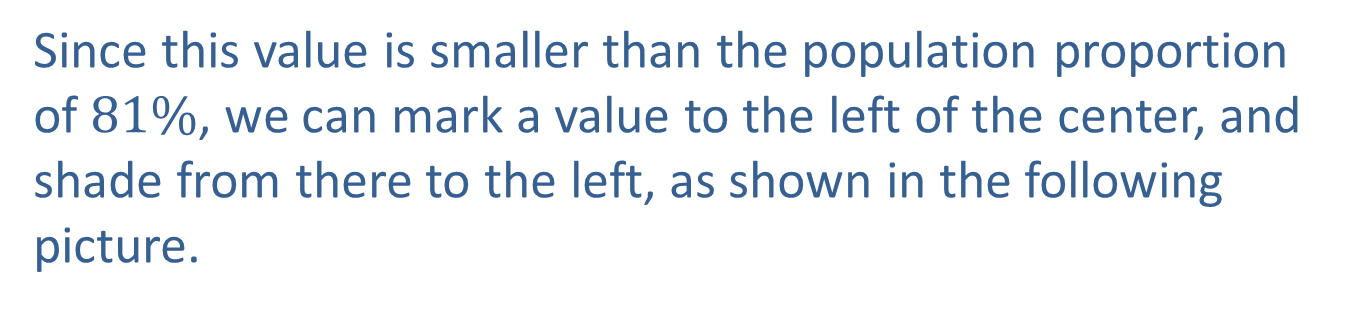 Since this value is smaller than the population proportion
of 81%, we can mark a value to the left of the center, and
shade from there to the left, as shown in the following
picture.